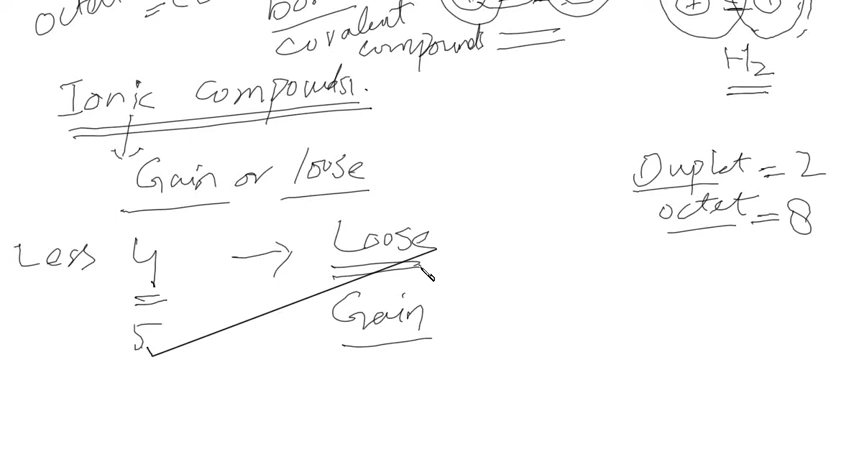 covalent
compounds
H2
Ionic compounds.
Gain or loose
Duplet = 2
octet = 8
Less 4 → Loose
5 Gain